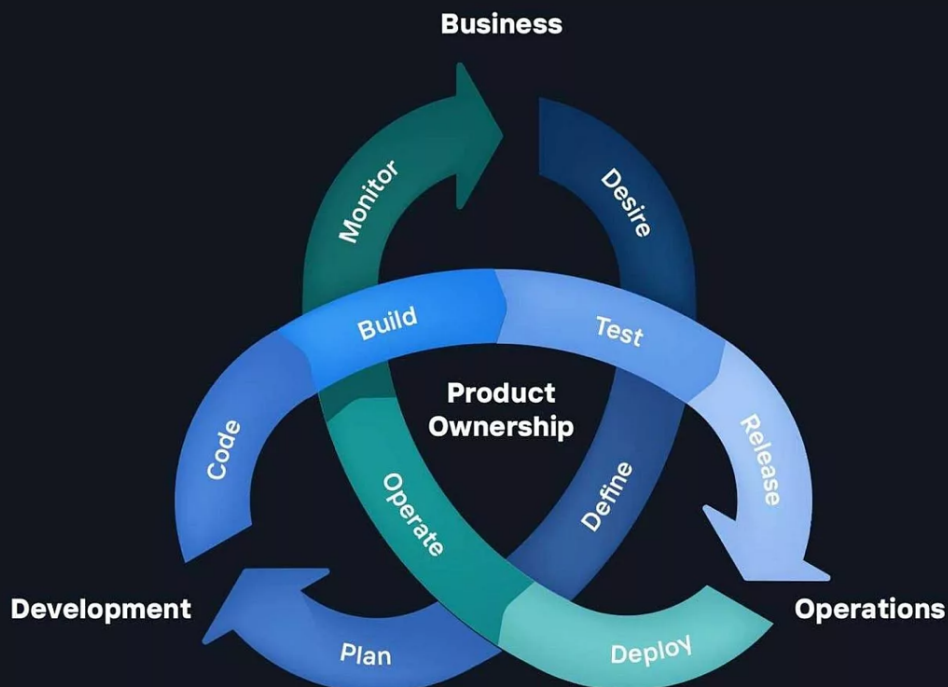 Business
Monitor
Desire
Build
Test
Product
Ownership
Code
Release
Operate
Define
Development
Operations
Plan
Deploy